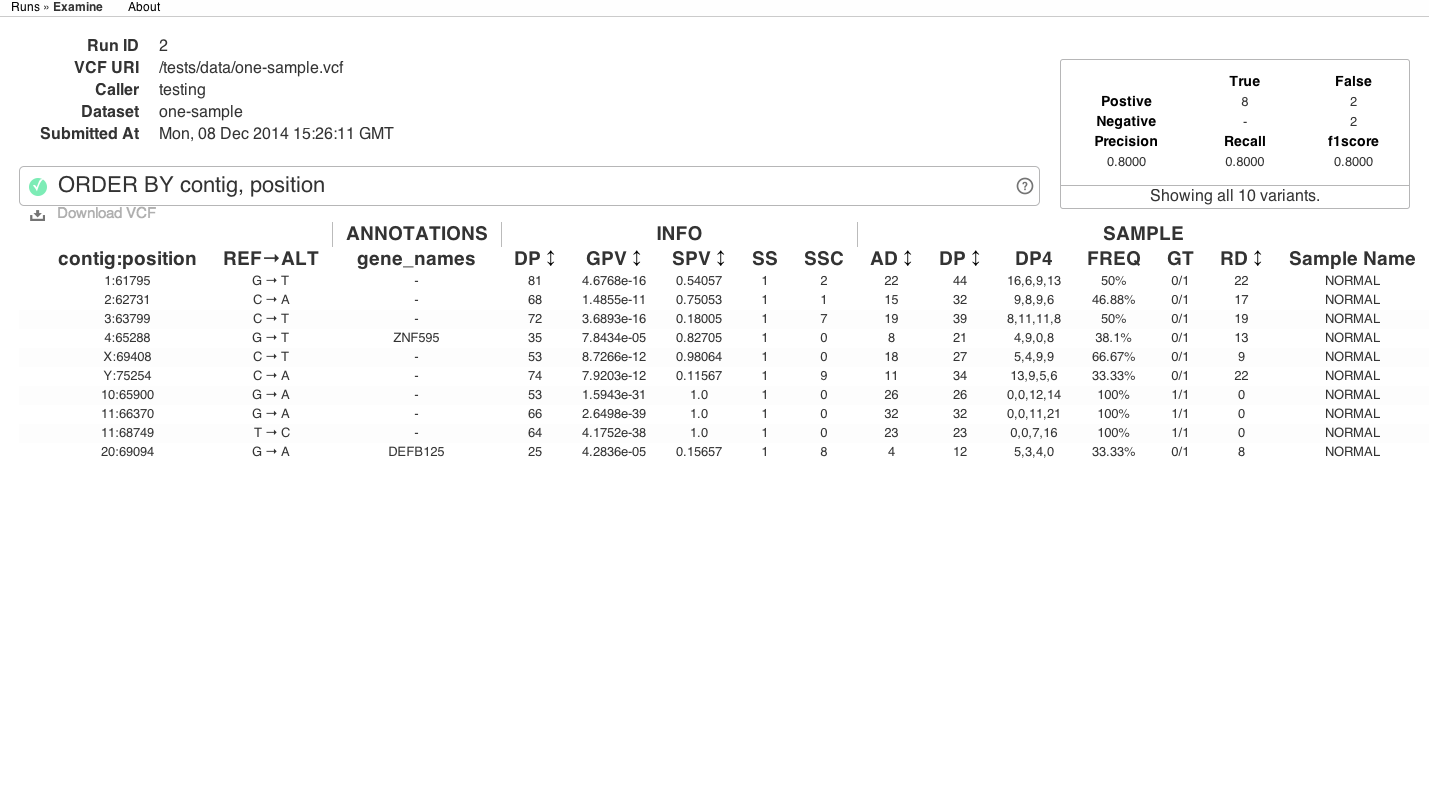 Runs » Examine About
Run ID 2
VCF URI /tests/data/one-sample.vcf
Caller testing
Dataset one-sample
Submitted At Mon, 08 Dec 2014 15:26:11 GMT
True False
Postive 8 2
Negative - 2
Precision Recall f1score
0.8000 0.8000 0.8000
Showing all 10 variants.
ORDER BY contig, position ?
Download VCF
ANNOTATIONS INFO SAMPLE
contig:position REF→ALT gene_names DP ↕ GPV ↕ SPV ↕ SS SSC AD ↕ DP ↕ DP4 FREQ GT RD ↕ Sample Name
1:61795 G → T - 81 4.6768e-16 0.54057 1 2 22 44 16,6,9,13 50% 0/1 22 NORMAL
2:62731 C → A - 68 1.4855e-11 0.75053 1 1 15 32 9,8,9,6 46.88% 0/1 17 NORMAL
3:63799 C → T - 72 3.6893e-16 0.18005 1 7 19 39 8,11,11,8 50% 0/1 19 NORMAL
4:65288 G → T ZNF595 35 7.8434e-05 0.82705 1 0 8 21 4,9,0,8 38.1% 0/1 13 NORMAL
X:69408 C → T - 53 8.7266e-12 0.98064 1 0 18 27 5,4,9,9 66.67% 0/1 9 NORMAL
Y:75254 C → A - 74 7.9203e-12 0.11567 1 9 11 34 13,9,5,6 33.33% 0/1 22 NORMAL
10:65900 G → A - 53 1.5943e-31 1.0 1 0 26 26 0,0,12,14 100% 1/1 0 NORMAL
11:66370 G → A - 66 2.6498e-39 1.0 1 0 32 32 0,0,11,21 100% 1/1 0 NORMAL
11:68749 T → C - 64 4.1752e-38 1.0 1 0 23 23 0,0,7,16 100% 1/1 0 NORMAL
20:69094 G → A DEFB125 25 4.2836e-05 0.15657 1 8 4 12 5,3,4,0 33.33% 0/1 8 NORMAL